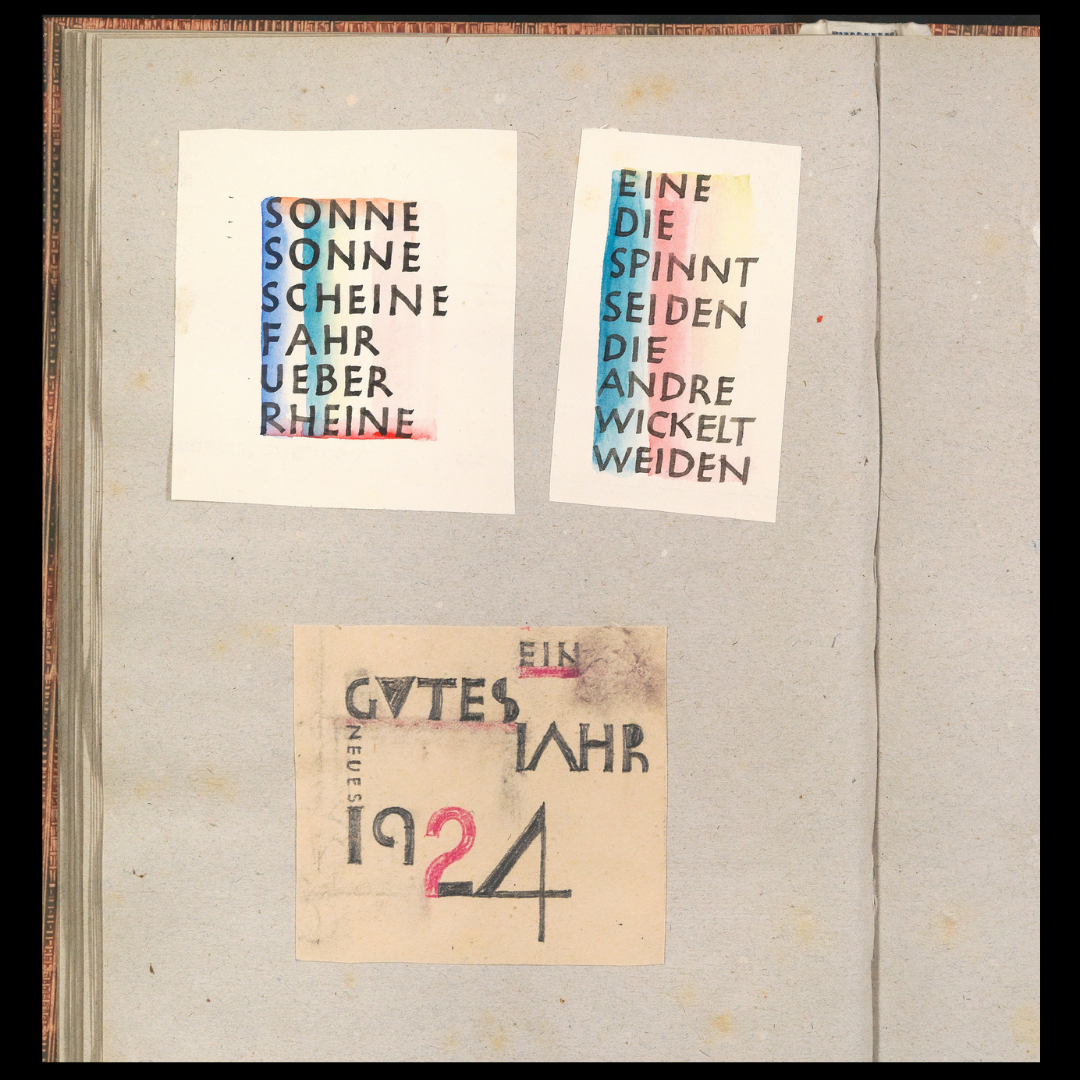 SONNE
SONNE
SCHEINE
FAHR
UEBER
RHEINE
EINE
DIE
SPINNT
SEIDEN
DIE
ANDRE
WICKELT
WEIDEN
EIN
GUTES
NEUES
JAHR
1924